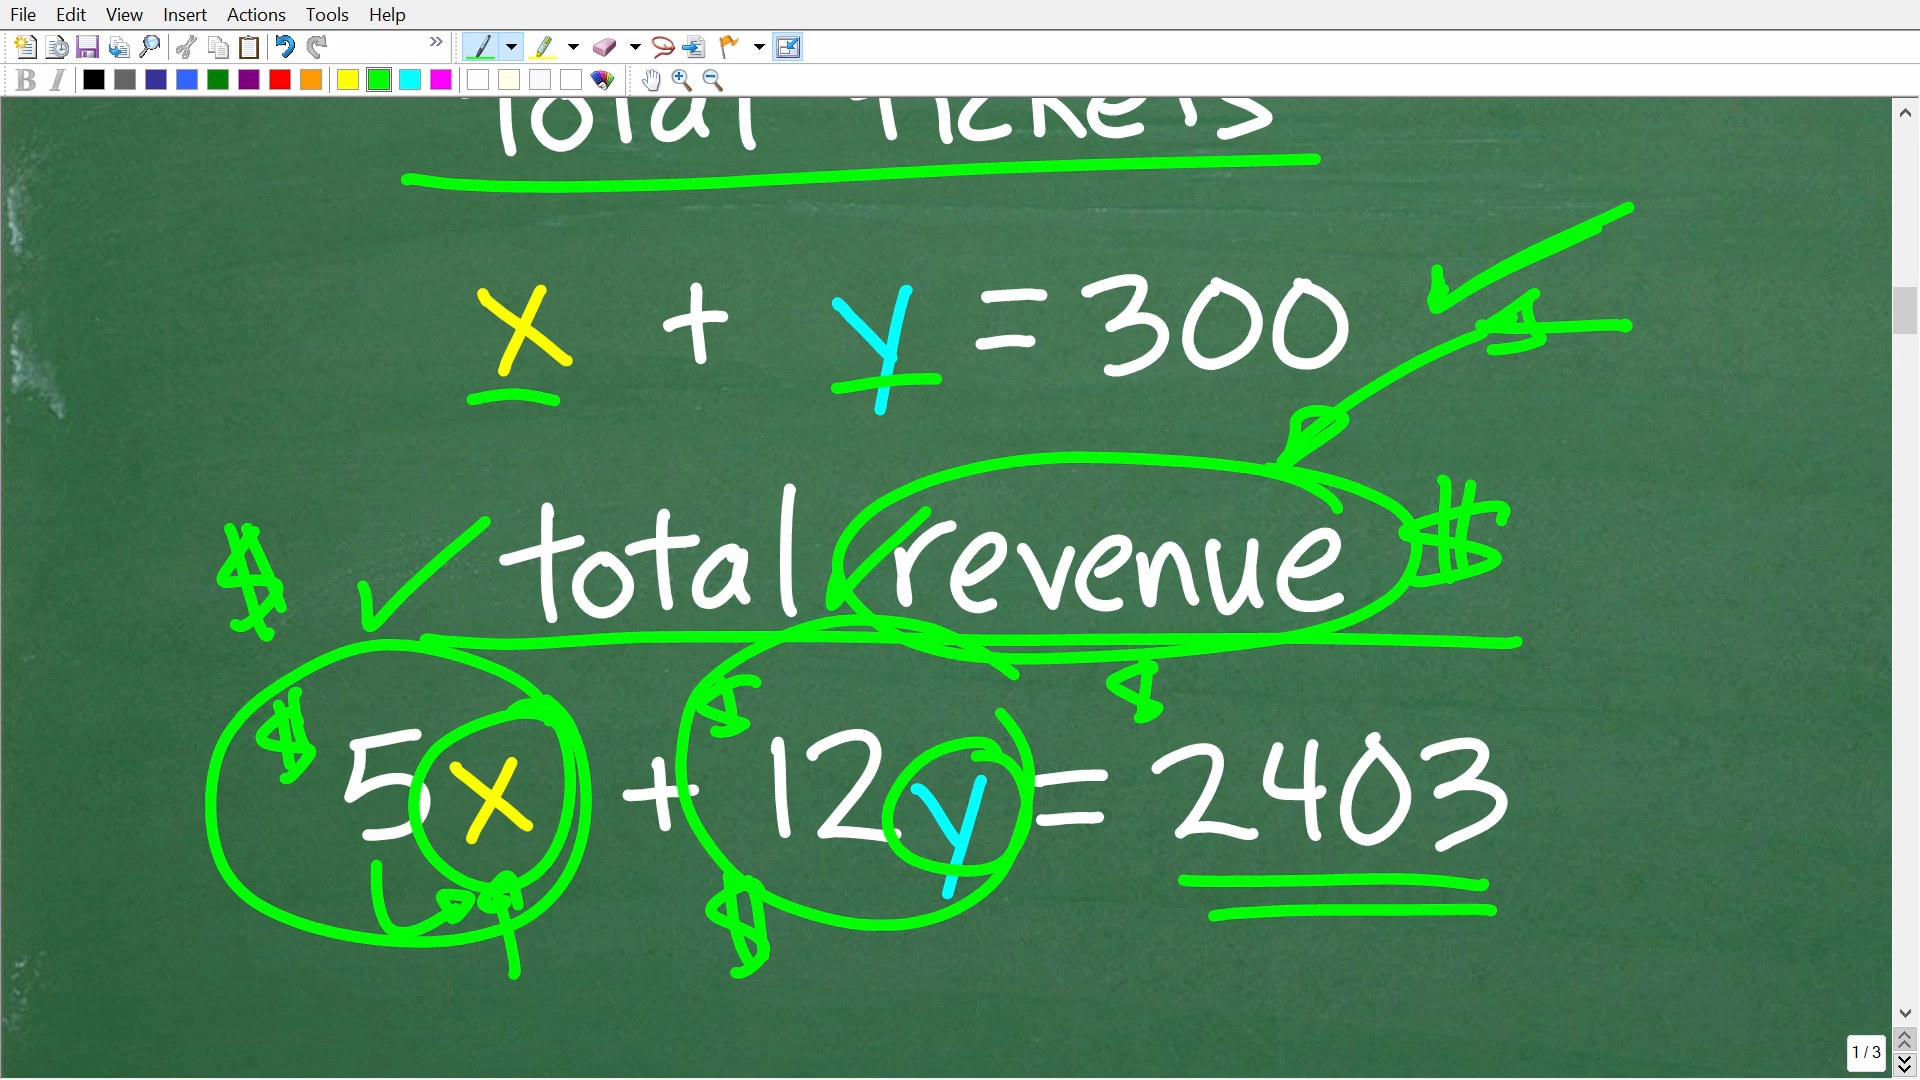 File Edit View Insert Actions Tools Help
B I
Total Tickets
x + y = 300
$
total revenue $
$
$ $ $
5x + 12y = 2403
$
1 / 3